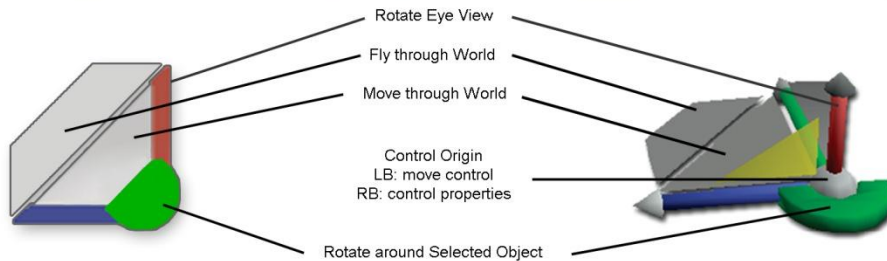 Rotate Eye View
Fly through World
Move through World
Control Origin
LB: move control
RB: control properties
Rotate around Selected Object